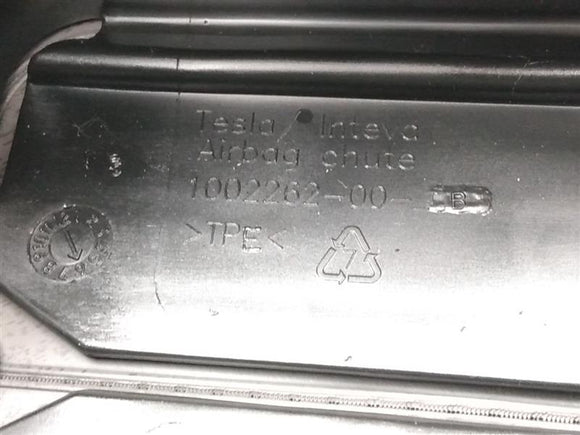 Tesla / Inteva
Airbag chute
1002262-00-B
>TPE<